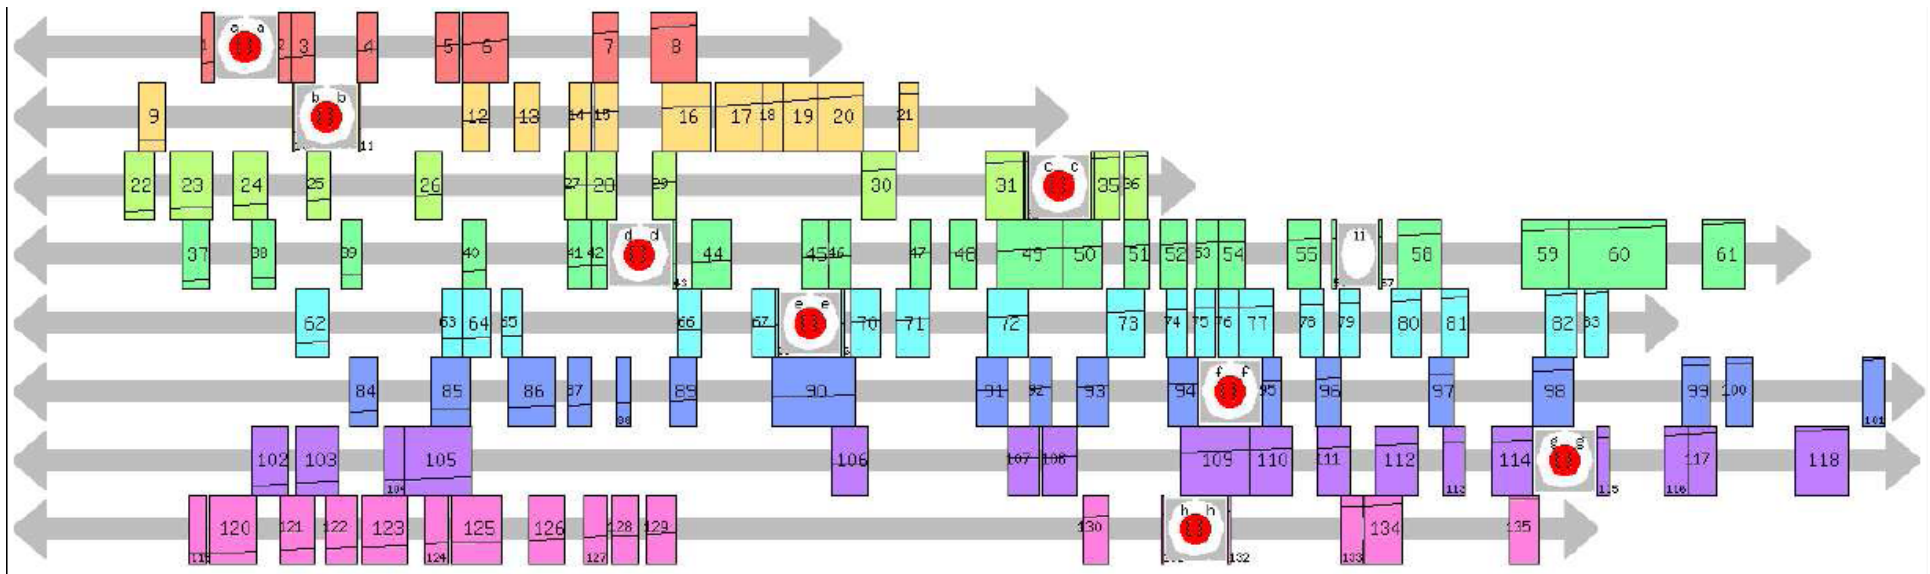 1 a a 2 3 4 5 6 7 8
9 b b 11 12 13 14 15 16 17 18 19 20 21
22 23 24 25 26 27 28 29 30 31 c c 35 36
37 38 39 40 41 42 d d 43 44 45 46 47 48 49 50 51 52 53 54 55 ii 57 58 59 60 61
62 63 64 65 66 67 e e 70 71 72 73 74 75 76 77 78 79 80 81 82 83
84 85 86 87 88 89 90 91 92 93 94 f f 95 96 97 98 99 100 101
102 103 104 105 106 107 108 109 110 111 112 113 114 g g 115 116 117 118
119 120 121 122 123 124 125 126 127 128 129 130 h h 132 133 134 135